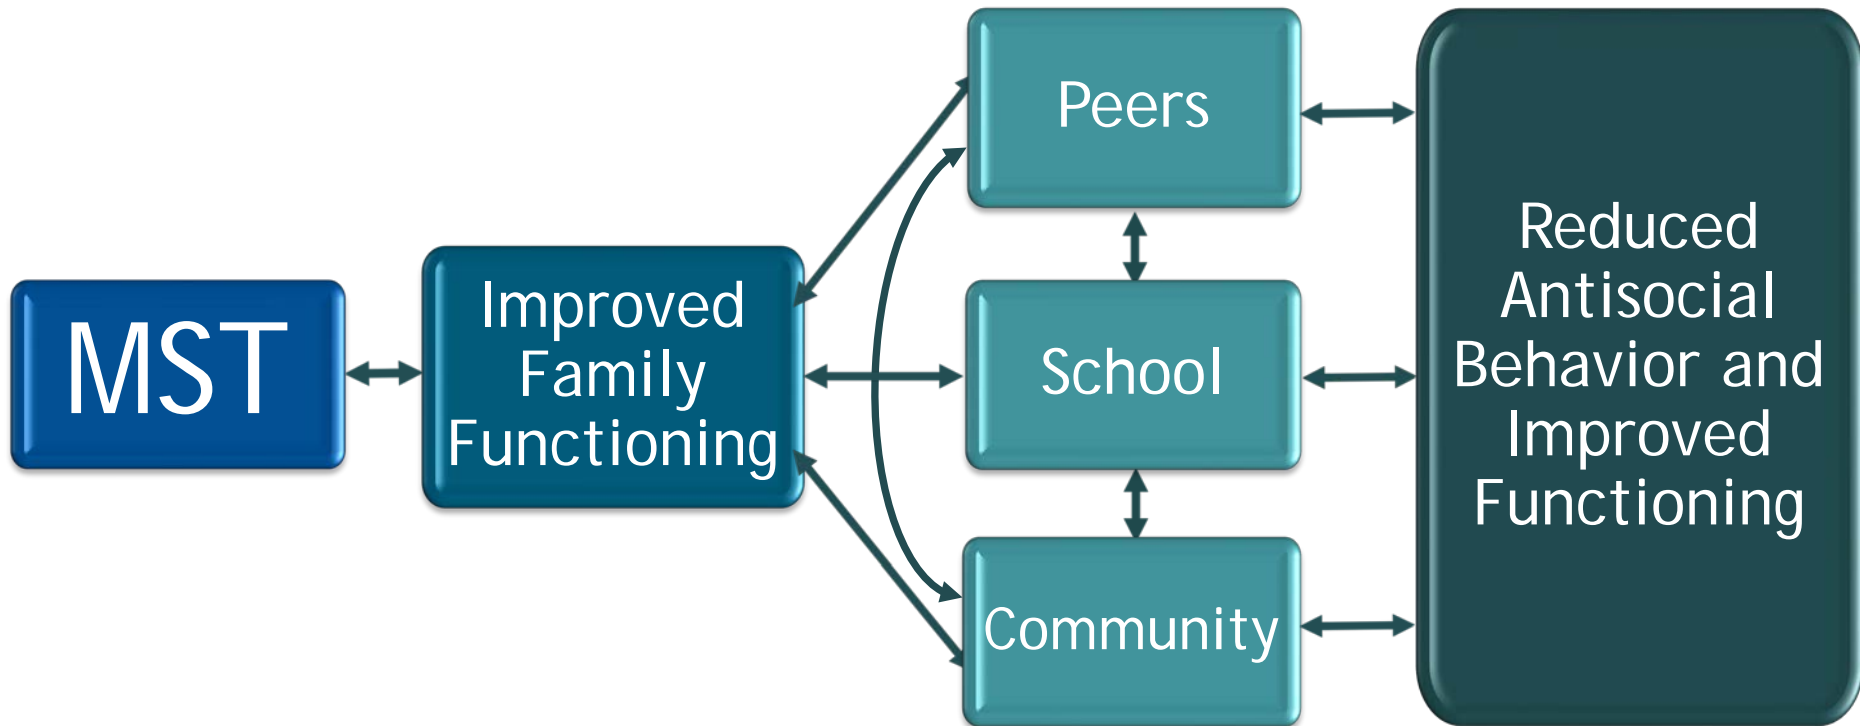 MST
Improved
Family
Functioning
Peers
School
Community
Reduced
Antisocial
Behavior and
Improved
Functioning